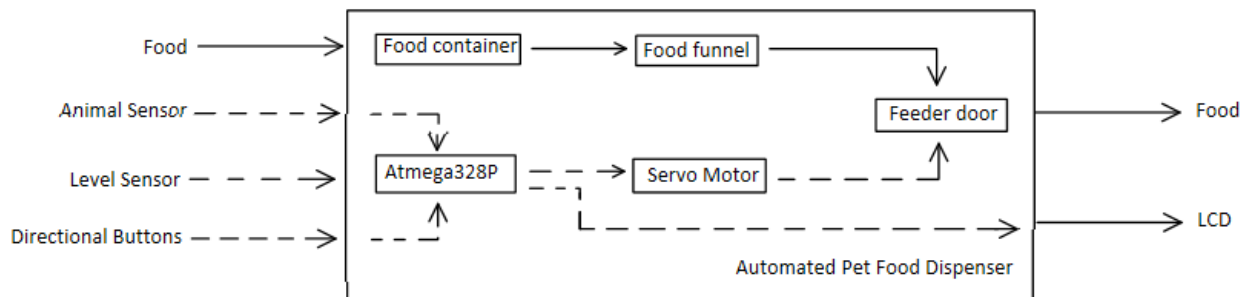 Food
Food container
Food funnel
Animal Sensor
Feeder door
Food
Level Sensor
Atmega328P
Servo Motor
Directional Buttons
LCD
Automated Pet Food Dispenser